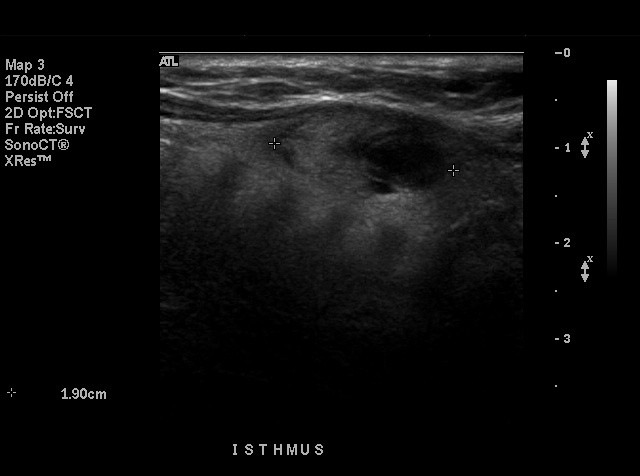 ATL
Map 3
170dB/C 4
Persist Off
2D Opt:FSCT
Fr Rate:Surv
SonoCT®
XRes™
0
1
x
2
x
3
1.90cm
ISTHMUS